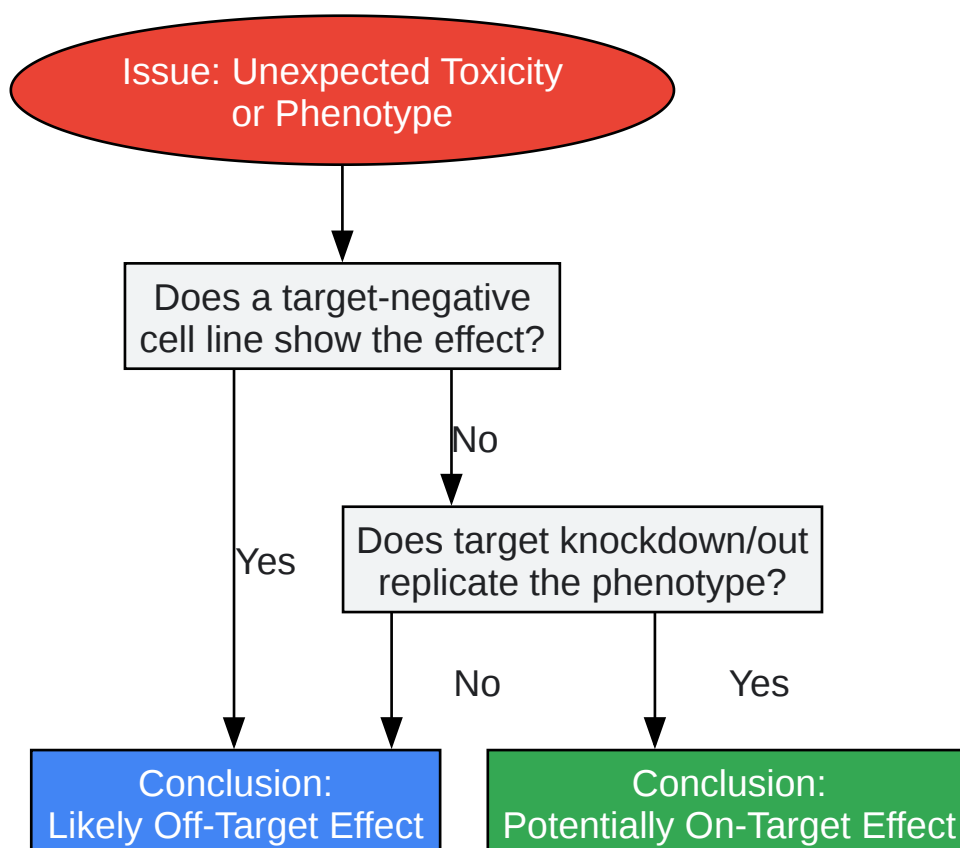 Issue: Unexpected Toxicity
or Phenotype
Does a target-negative
cell line show the effect?
No
Yes
Does target knockdown/out
replicate the phenotype?
No
Yes
Conclusion:
Likely Off-Target Effect
Conclusion:
Potentially On-Target Effect